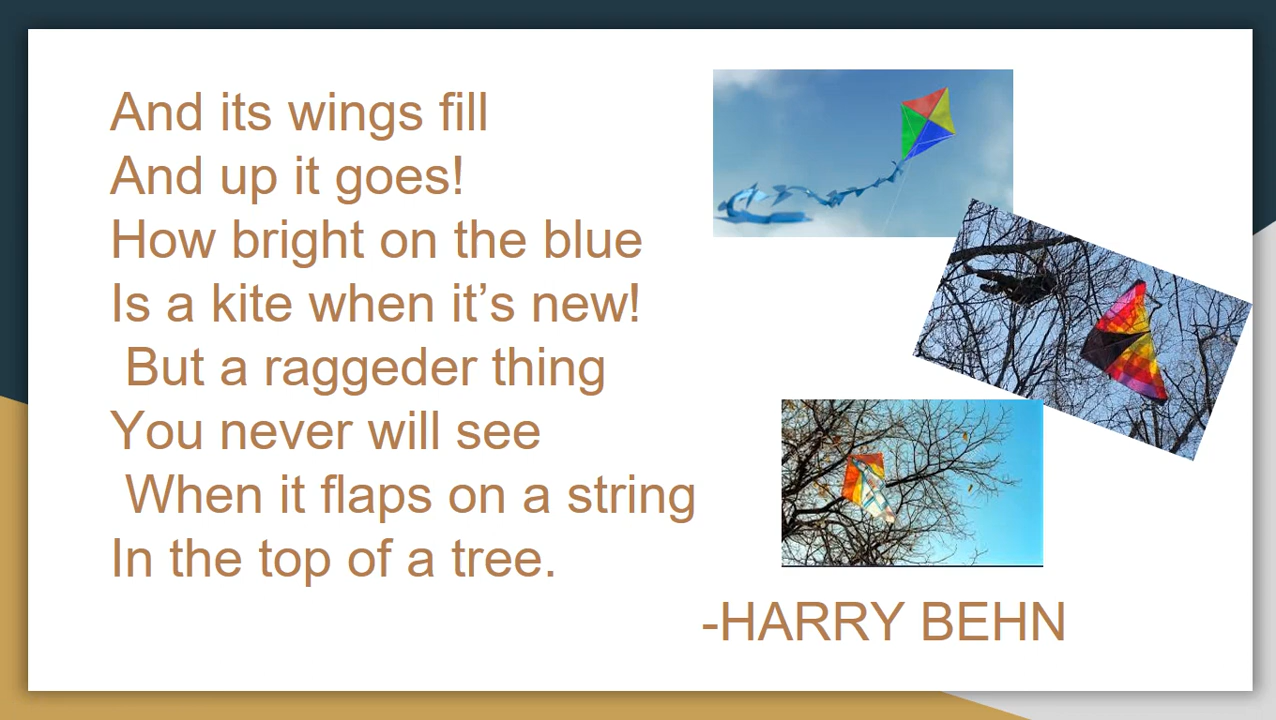 And its wings fill
And up it goes!
How bright on the blue
Is a kite when it’s new!
But a raggeder thing
You never will see
When it flaps on a string
In the top of a tree.
-HARRY BEHN